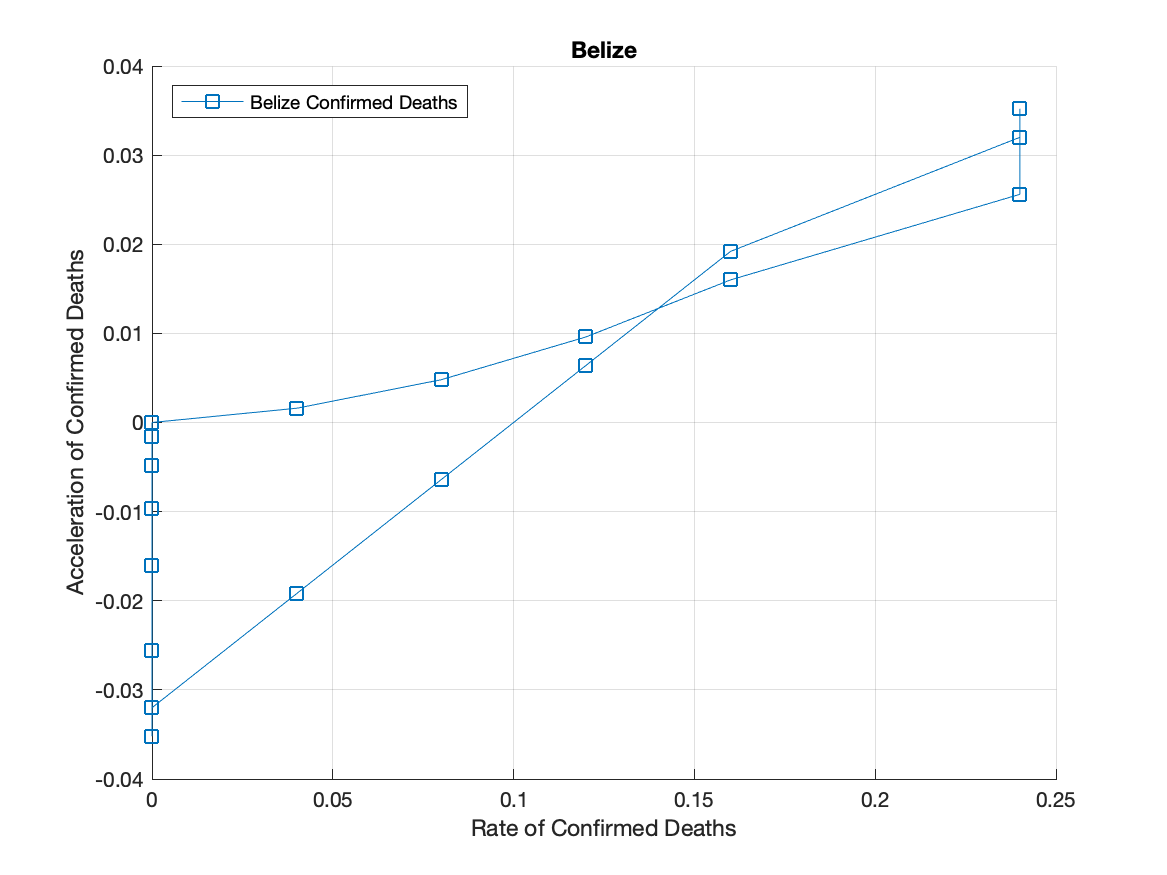 Belize
Belize Confirmed Deaths
Acceleration of Confirmed Deaths
0.04
0.03
0.02
0.01
0
-0.01
-0.02
-0.03
-0.04
0 0.05 0.1 0.15 0.2 0.25
Rate of Confirmed Deaths